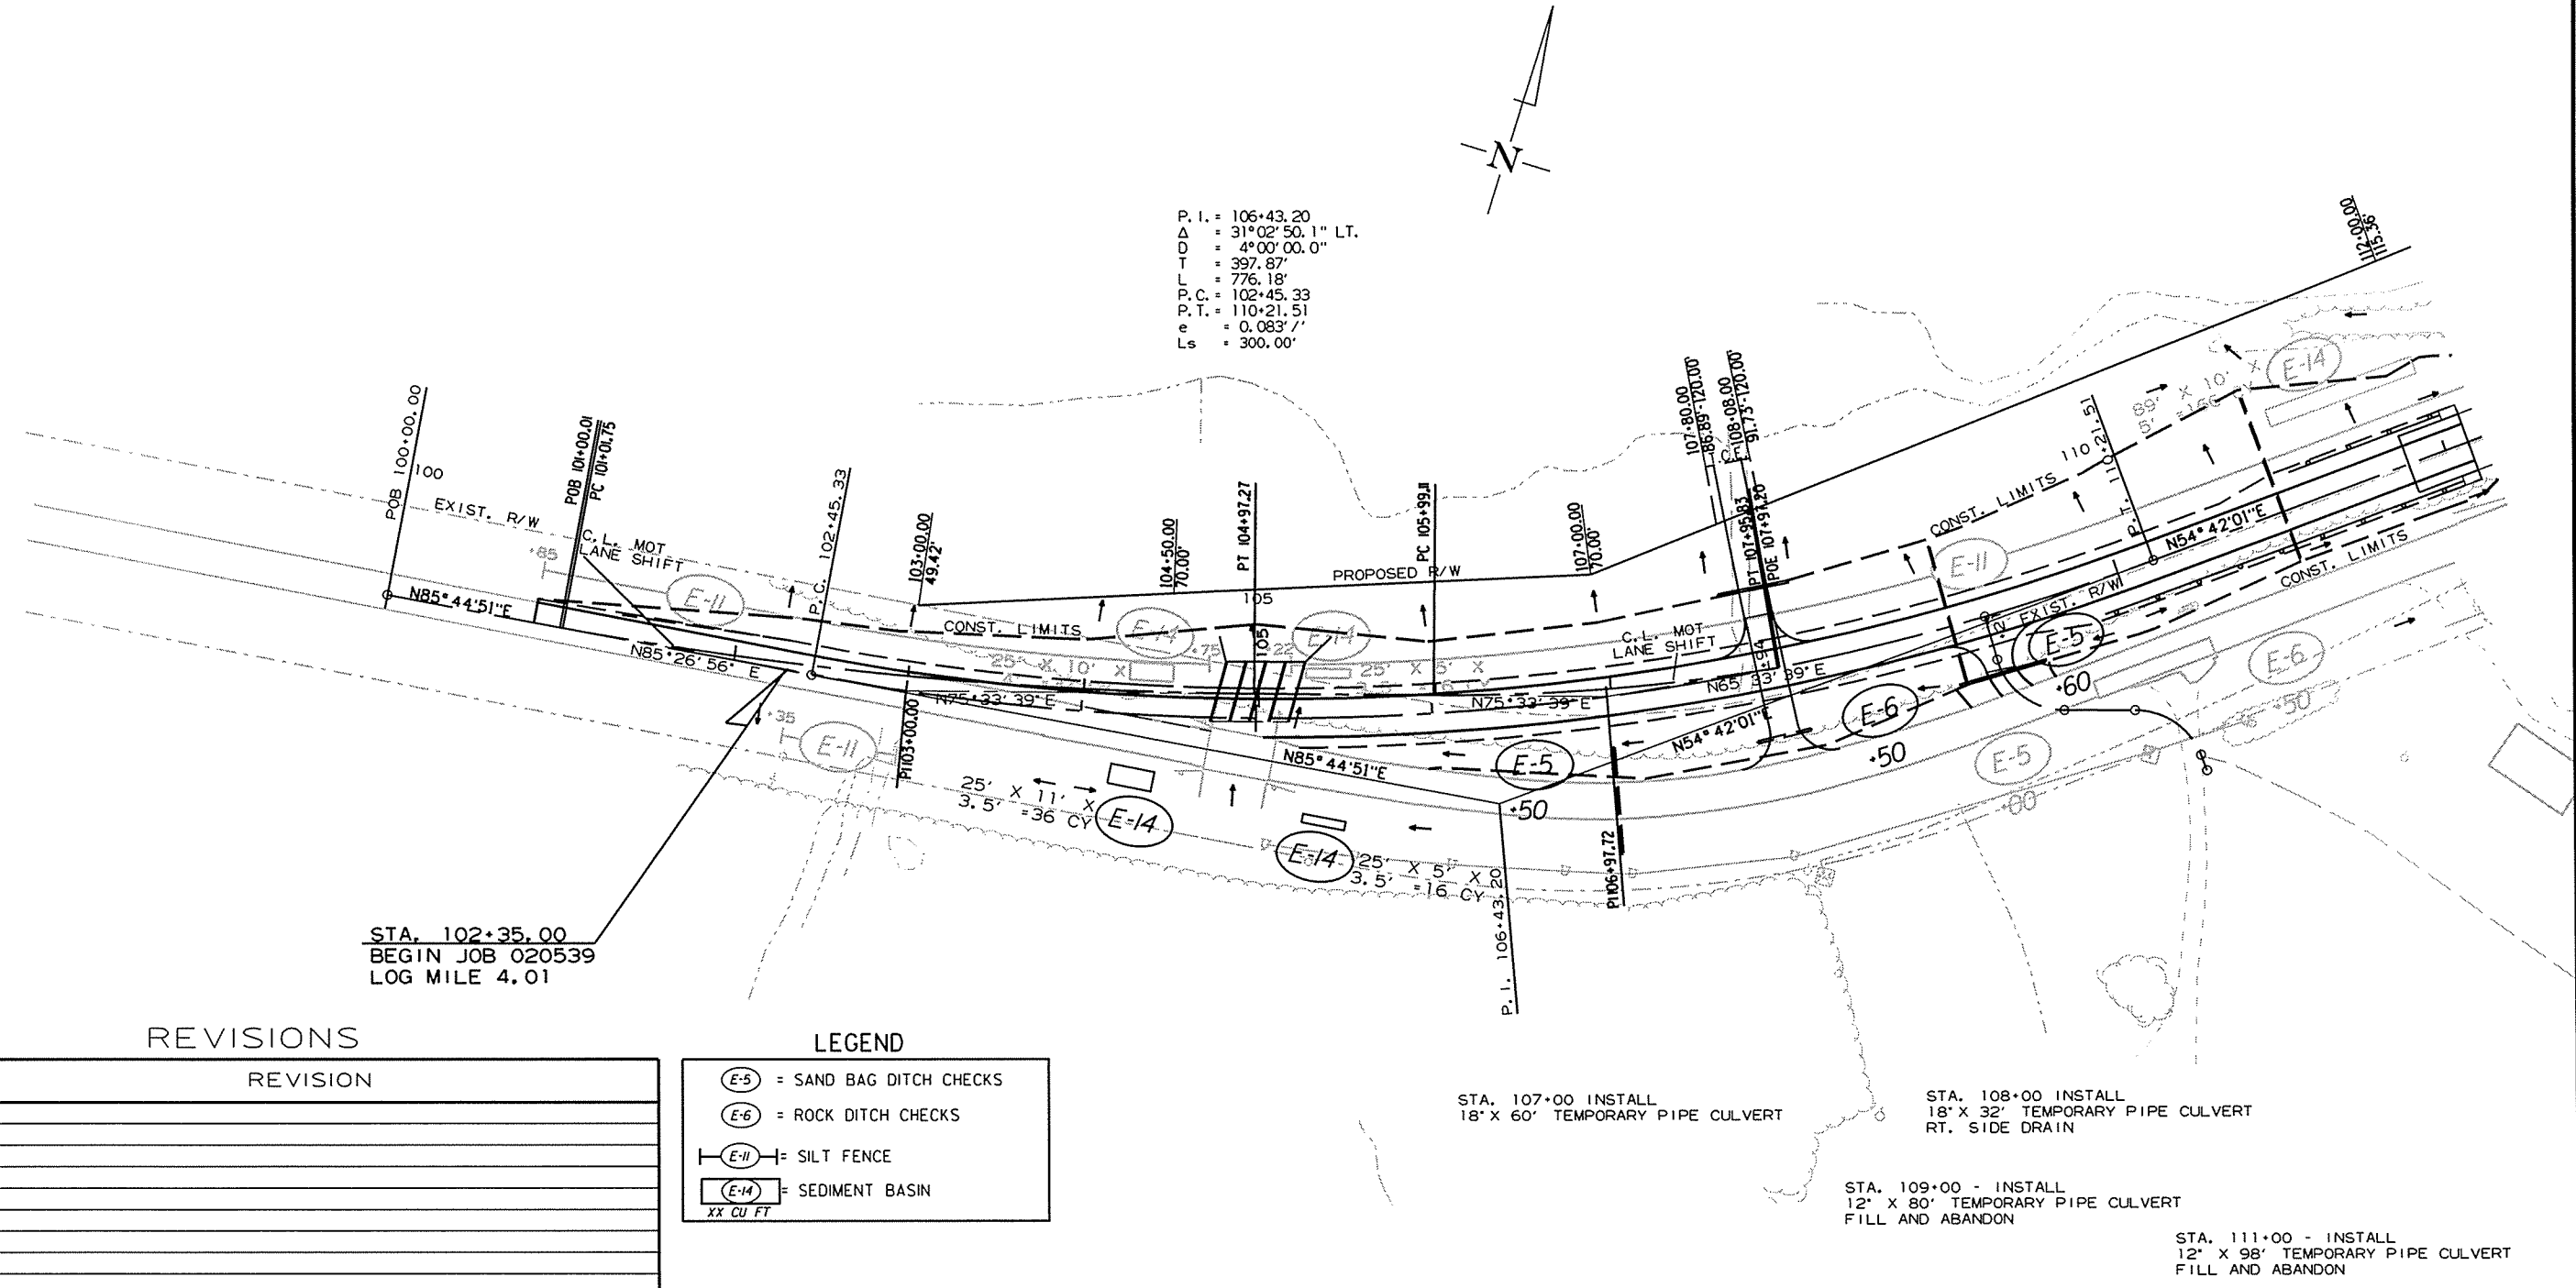 P.I. = 106+43.20
Δ = 31°02'50.1" LT.
D = 4°00'00.0"
T = 397.87'
L = 776.18'
P.C. = 102+45.33
P.T. = 110+21.51
e = 0.083'/'
Ls = 300.00'
112+00.00
115.36'
POB 100+00.00
100
EXIST. R/W
POB 101+00.01
PC 101+01.75
+85
C.L. MOT
LANE SHIFT
E-11
P.C. 102+45.33
103+00.00
49.42'
104+50.00
70.00'
PT 104+97.27
105
PC 105+99.11
107+00.00
70.00'
PROPOSED R/W
107+80.00
86.89'-120.00'
108+08.00
91.73'-120.00'
PT 107+95.83
POE 107+97.20
CONST. LIMITS
110
P.T. 110+21.51
89' X 10' X
E-14
N54°42'01"E
CONST. LIMITS
E-11
EXIST. R/W
E-5
E-6
+50
+60
N85°44'51"E
N85°26'56" E
CONST. LIMITS
E-14
+75
+22
E-14
25' X 10' X
25' X 5' X
105
C.L. MOT
LANE SHIFT
+94
N75°33'39"E
N75°33'39"E
N65°33'39"E
N54°42'01"E
E-6
+50
E-5
+00
+35
E-11
PI 103+00.00
N85°44'51"E
E-5
+50
25' X 11' X
3.5' =36 CY
E-14
E-14
25' X 5' X
3.5' =16 CY
P.I. 106+43.20
PI 106+97.72
STA. 102+35.00
BEGIN JOB 020539
LOG MILE 4.01
N
REVISIONS
REVISION
LEGEND
E-5 = SAND BAG DITCH CHECKS
E-6 = ROCK DITCH CHECKS
E-11 = SILT FENCE
E-14 = SEDIMENT BASIN
XX CU FT
STA. 107+00 INSTALL
18" X 60' TEMPORARY PIPE CULVERT
STA. 108+00 INSTALL
18" X 32' TEMPORARY PIPE CULVERT
RT. SIDE DRAIN
STA. 109+00 - INSTALL
12" X 80' TEMPORARY PIPE CULVERT
FILL AND ABANDON
STA. 111+00 - INSTALL
12" X 98' TEMPORARY PIPE CULVERT
FILL AND ABANDON